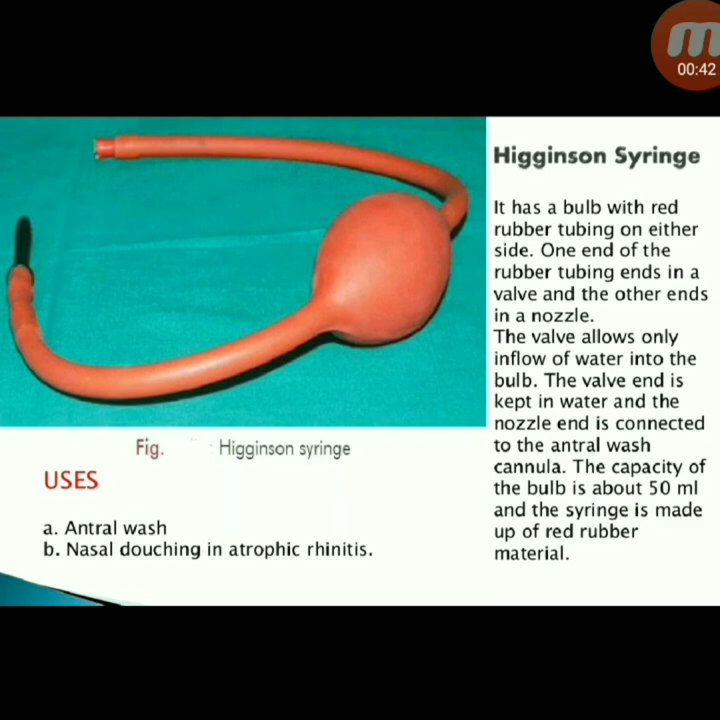 00:42
Higginson Syringe
It has a bulb with red
rubber tubing on either
side. One end of the
rubber tubing ends in a
valve and the other ends
in a nozzle.
The valve allows only
inflow of water into the
bulb. The valve end is
kept in water and the
nozzle end is connected
to the antral wash
cannula. The capacity of
the bulb is about 50 ml
and the syringe is made
up of red rubber
material.
Fig. Higginson syringe
USES
a. Antral wash
b. Nasal douching in atrophic rhinitis.